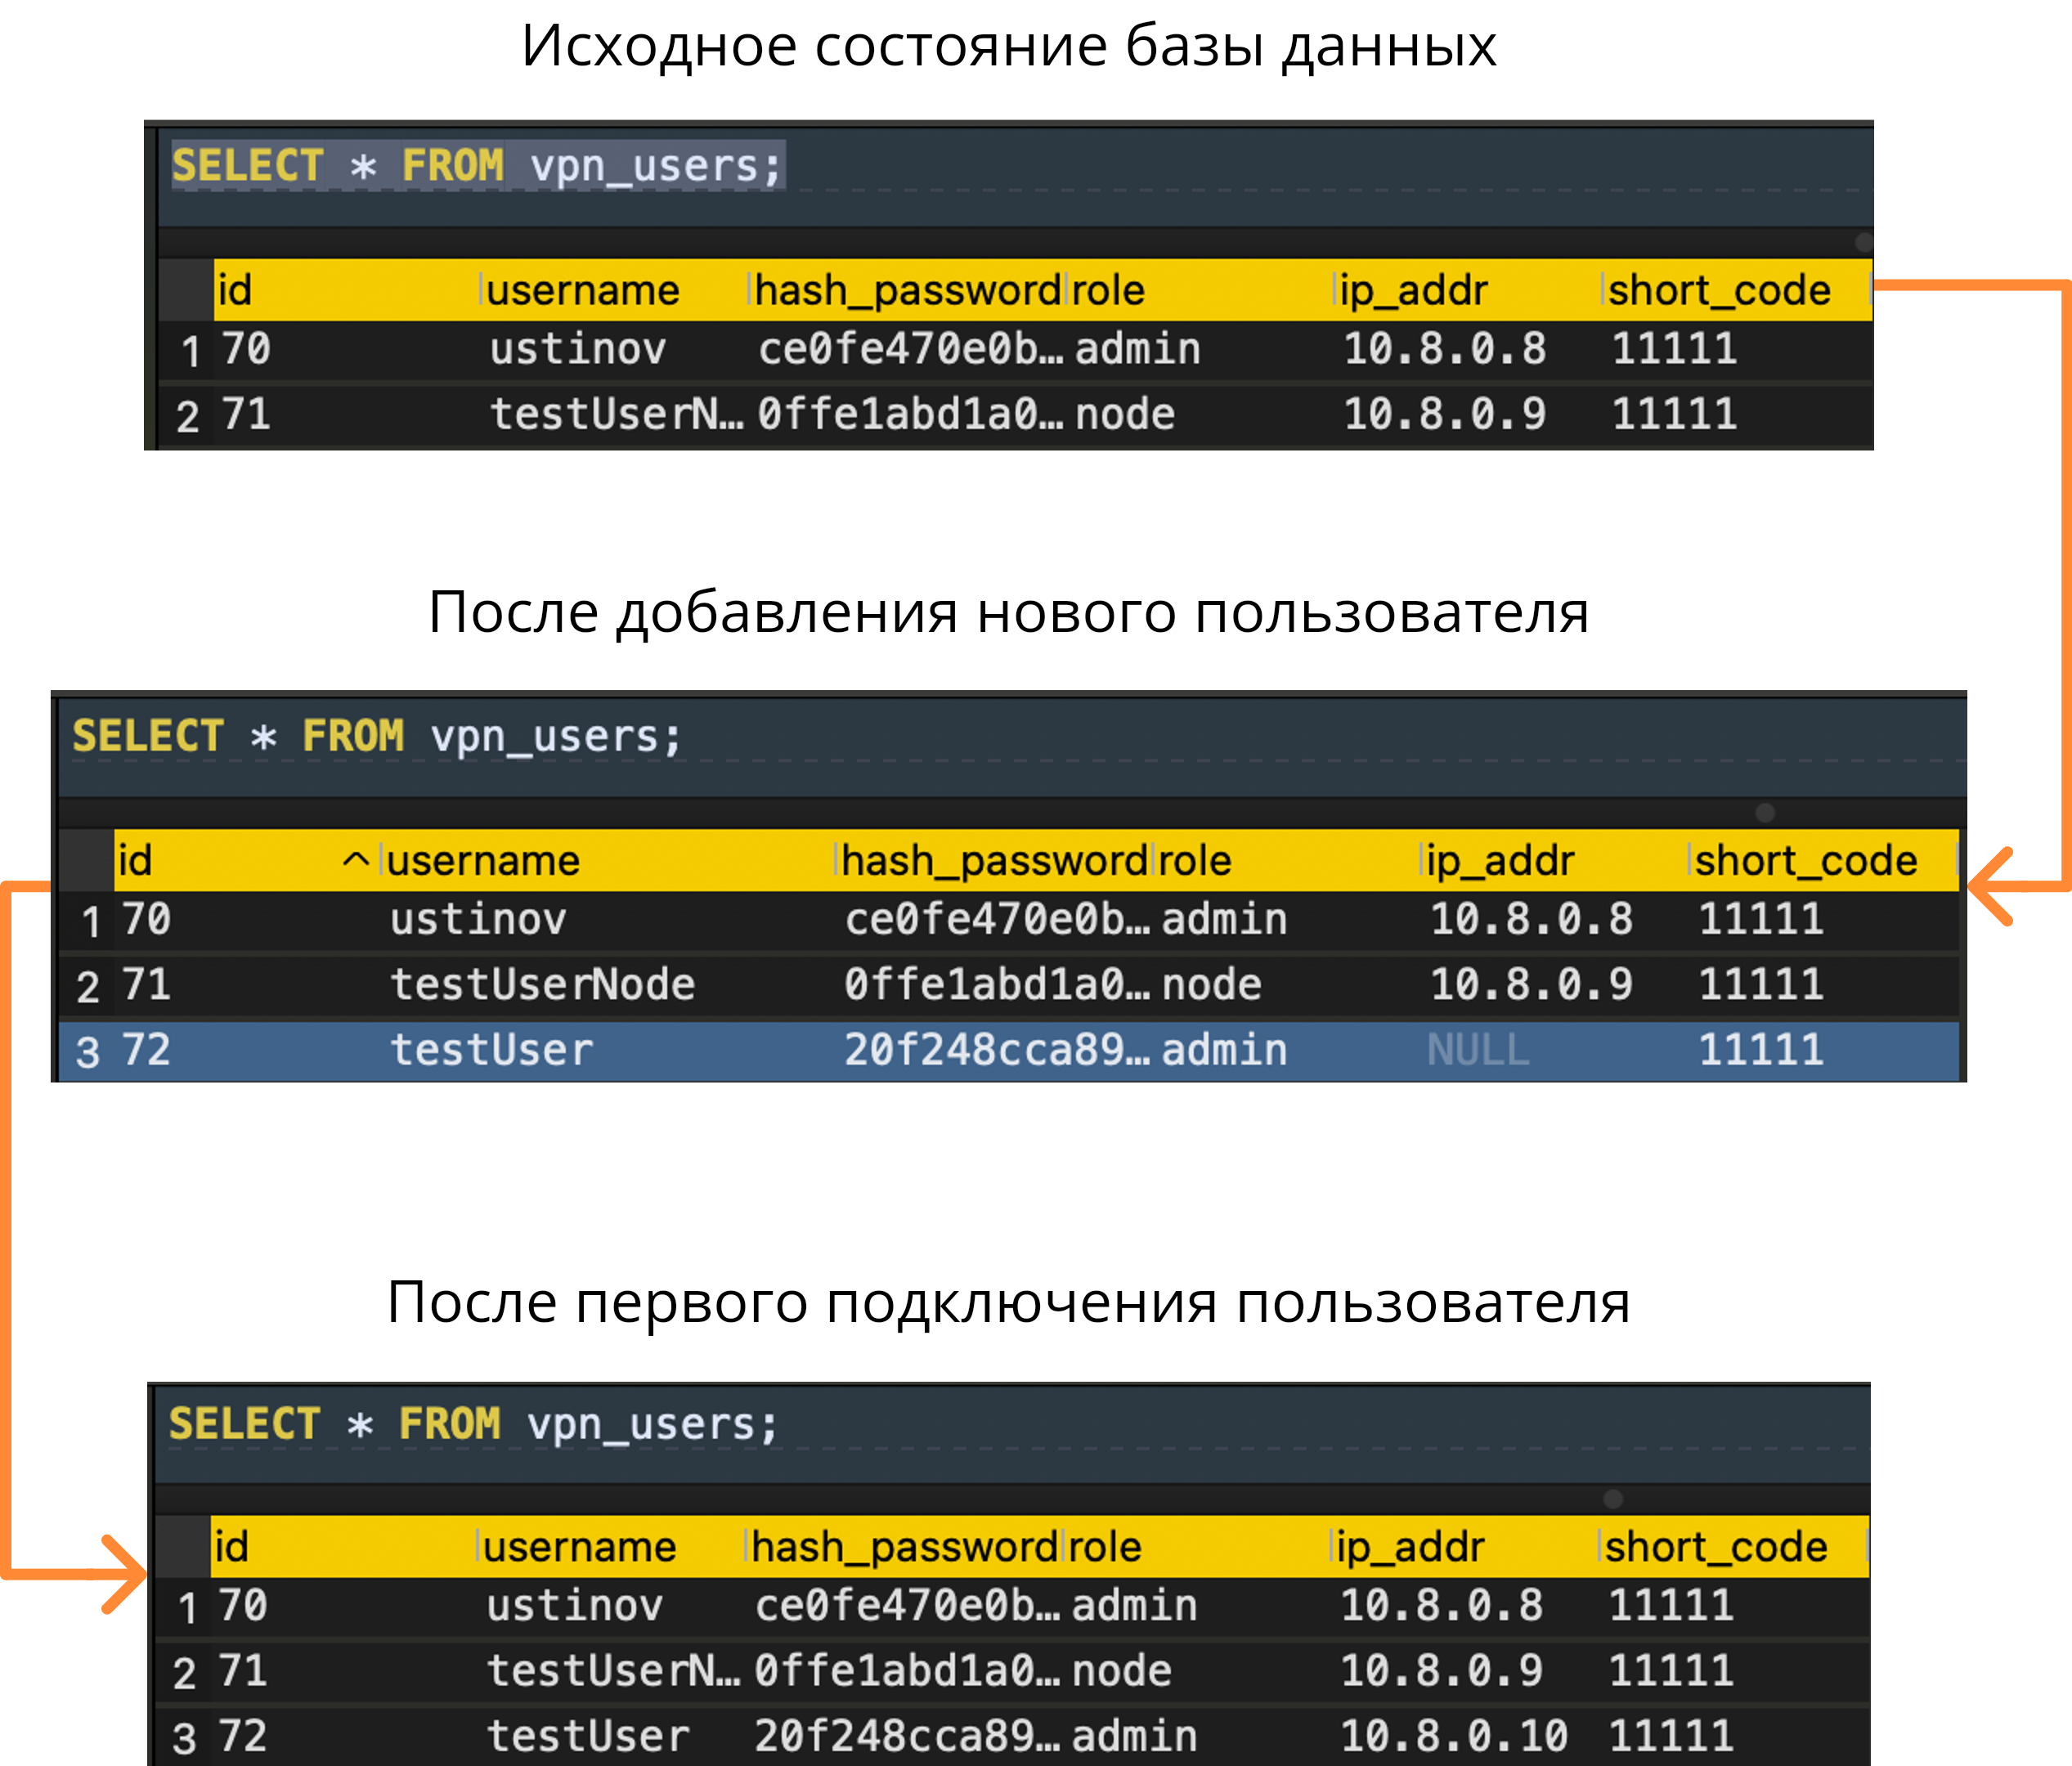 Исходное состояние базы данных
SELECT * FROM vpn_users;
id username hash_password role ip_addr short_code
1 70 ustinov ce0fe470e0b… admin 10.8.0.8 11111
2 71 testUserN… 0ffe1abd1a0… node 10.8.0.9 11111
После добавления нового пользователя
SELECT * FROM vpn_users;
id ^ username hash_password role ip_addr short_code
1 70 ustinov ce0fe470e0b… admin 10.8.0.8 11111
2 71 testUserNode 0ffe1abd1a0… node 10.8.0.9 11111
3 72 testUser 20f248cca89… admin NULL 11111
После первого подключения пользователя
SELECT * FROM vpn_users;
id username hash_password role ip_addr short_code
1 70 ustinov ce0fe470e0b… admin 10.8.0.8 11111
2 71 testUserN… 0ffe1abd1a0… node 10.8.0.9 11111
3 72 testUser 20f248cca89… admin 10.8.0.10 11111